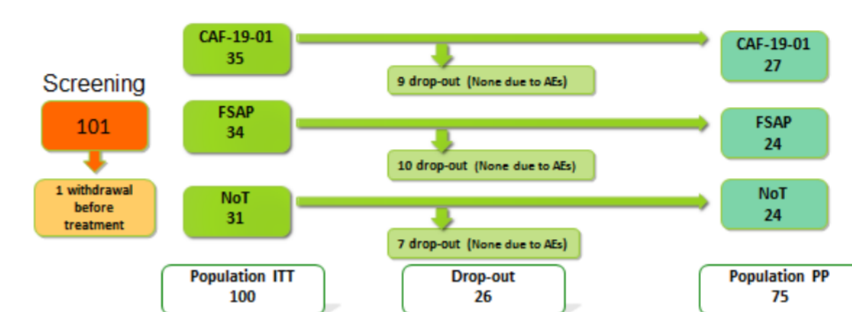 CAF-19-01
35
9 drop-out (None due to AEs)
CAF-19-01
27
Screening
101
1 withdrawal
before
treatment
FSAP
34
10 drop-out (None due to AEs)
FSAP
24
NoT
31
7 drop-out (None due to AEs)
NoT
24
Population ITT
100
Drop-out
26
Population PP
75